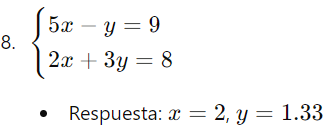 8. { 5x − y = 9
2x + 3y = 8
• Respuesta: x = 2, y = 1.33